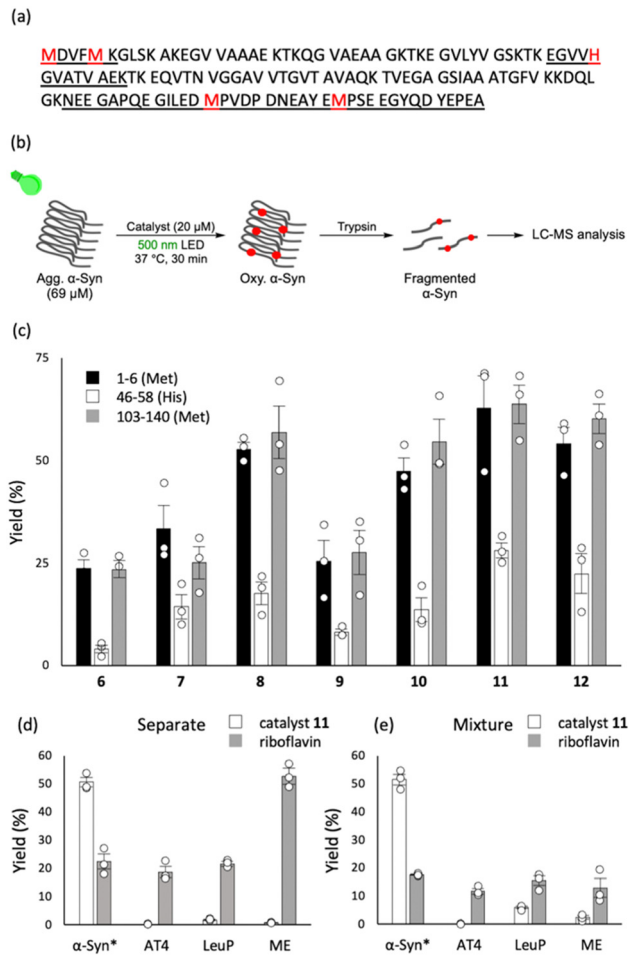 (a)
MDVFM KGLSK AKEGV VAAAE KTKQG VAEAA GKTKE GVLYV GSKTK EGVVH
GVATV AEKTK EQVTN VGGAV VTGVT AVAQK TVEGA GSIAA ATGFV KKDQL
GKNEE GAPQE GILED MPVDP DNEAY EMPSE EGYQD YEPEA
(b)
Catalyst (20 μM)
500 nm LED
37 °C, 30 min
Trypsin
LC-MS analysis
Agg. α-Syn
(69 μM)
Oxy. α-Syn
Fragmented
α-Syn
(c)
75
50
25
0
Yield (%)
1-6 (Met)
46-58 (His)
103-140 (Met)
6 7 8 9 10 11 12
(d) Separate
catalyst 11
riboflavin
60
50
40
30
20
10
0
Yield (%)
α-Syn* AT4 LeuP ME
(e) Mixture
catalyst 11
riboflavin
60
50
40
30
20
10
0
Yield (%)
α-Syn* AT4 LeuP ME